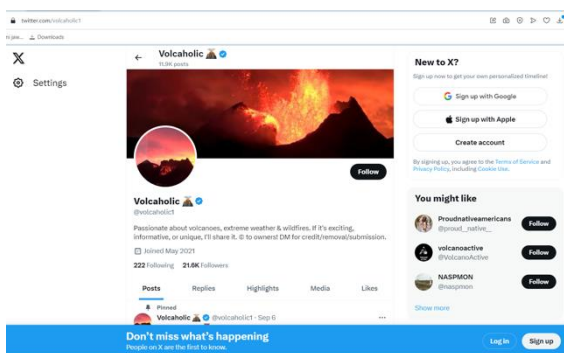 twitter.com/volcaholic1
Downloads
X
Settings
Volcaholic 🌋
11.9K posts
Follow
Volcaholic 🌋
@volcaholic1
Passionate about volcanoes, extreme weather & wildfires. If it's exciting,
informative, or unique, I'll share it. © to owners! DM for credit/removal/submission.
Joined May 2021
222 Following 21.6K Followers
Posts Replies Highlights Media Likes
Pinned
Volcaholic 🌋 @volcaholic1 · Sep 6
New to X?
Sign up now to get your own personalized timeline!
Sign up with Google
Sign up with Apple
Create account
By signing up, you agree to the Terms of Service and
Privacy Policy, including Cookie Use.
You might like
Proudnativeamericans
@proud_native_
Follow
volcanoactive
@VolcanoActive
Follow
NASPMON
@naspmon
Follow
Show more
Don't miss what's happening
People on X are the first to know.
Log in
Sign up